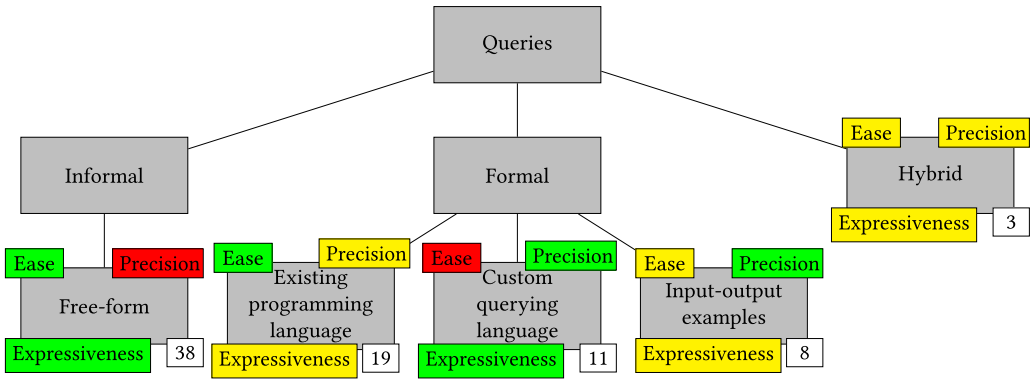 Queries
Informal
Formal
Ease
Precision
Hybrid
Expressiveness
3
Ease
Precision
Free-form
Expressiveness
38
Ease
Precision
Existing
programming
language
Expressiveness
19
Ease
Precision
Custom
querying
language
Expressiveness
11
Ease
Precision
Input-output
examples
Expressiveness
8